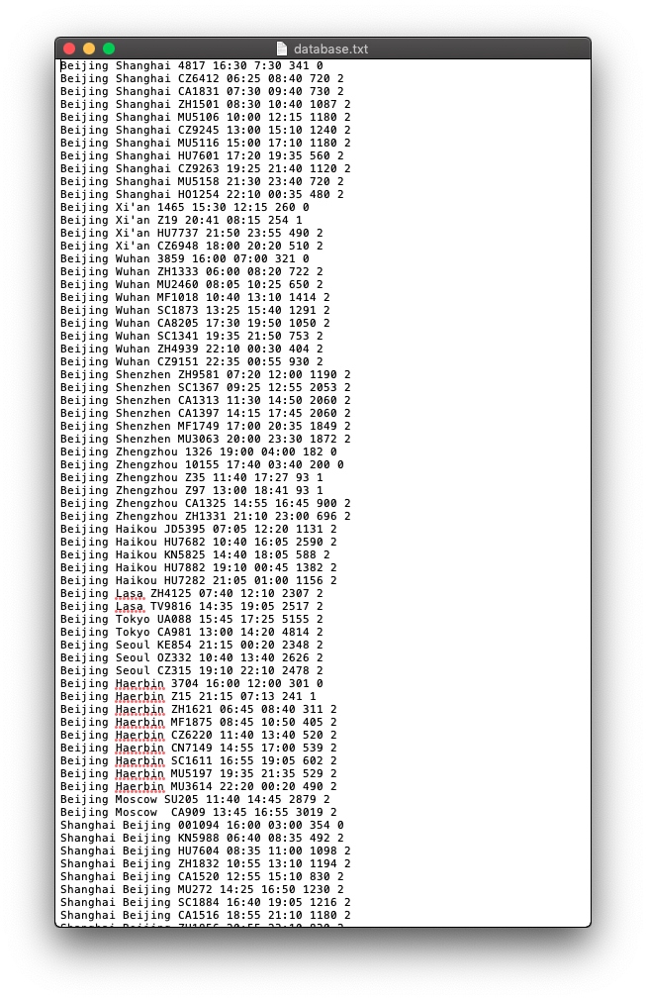 database.txt
Beijing Shanghai 4817 16:30 7:30 341 0
Beijing Shanghai CZ6412 06:25 08:40 720 2
Beijing Shanghai CA1831 07:30 09:40 730 2
Beijing Shanghai ZH1501 08:30 10:40 1087 2
Beijing Shanghai MU5106 10:00 12:15 1180 2
Beijing Shanghai CZ9245 13:00 15:10 1240 2
Beijing Shanghai MU5116 15:00 17:10 1180 2
Beijing Shanghai HU7601 17:20 19:35 560 2
Beijing Shanghai CZ9263 19:25 21:40 1120 2
Beijing Shanghai MU5158 21:30 23:40 720 2
Beijing Shanghai HO1254 22:10 00:35 480 2
Beijing Xi'an 1465 15:30 12:15 260 0
Beijing Xi'an Z19 20:41 08:15 254 1
Beijing Xi'an HU7737 21:50 23:55 490 2
Beijing Xi'an CZ6948 18:00 20:20 510 2
Beijing Wuhan 3859 16:00 07:00 321 0
Beijing Wuhan ZH1333 06:00 08:20 722 2
Beijing Wuhan MU2460 08:05 10:25 650 2
Beijing Wuhan MF1018 10:40 13:10 1414 2
Beijing Wuhan SC1873 13:25 15:40 1291 2
Beijing Wuhan CA8205 17:30 19:50 1050 2
Beijing Wuhan SC1341 19:35 21:50 753 2
Beijing Wuhan ZH4939 22:10 00:30 404 2
Beijing Wuhan CZ9151 22:35 00:55 930 2
Beijing Shenzhen ZH9581 07:20 12:00 1190 2
Beijing Shenzhen SC1367 09:25 12:55 2053 2
Beijing Shenzhen CA1313 11:30 14:50 2060 2
Beijing Shenzhen CA1397 14:15 17:45 2060 2
Beijing Shenzhen MF1749 17:00 20:35 1849 2
Beijing Shenzhen MU3063 20:00 23:30 1872 2
Beijing Zhengzhou 1326 19:00 04:00 182 0
Beijing Zhengzhou 10155 17:40 03:40 200 0
Beijing Zhengzhou Z35 11:40 17:27 93 1
Beijing Zhengzhou Z97 13:00 18:41 93 1
Beijing Zhengzhou CA1325 14:55 16:45 900 2
Beijing Zhengzhou ZH1331 21:10 23:00 696 2
Beijing Haikou JD5395 07:05 12:20 1131 2
Beijing Haikou HU7682 10:40 16:05 2590 2
Beijing Haikou KN5825 14:40 18:05 588 2
Beijing Haikou HU7882 19:10 00:45 1382 2
Beijing Haikou HU7282 21:05 01:00 1156 2
Beijing Lasa ZH4125 07:40 12:10 2307 2
Beijing Lasa TV9816 14:35 19:05 2517 2
Beijing Tokyo UA088 15:45 17:25 5155 2
Beijing Tokyo CA981 13:00 14:20 4814 2
Beijing Seoul KE854 21:15 00:20 2348 2
Beijing Seoul OZ332 10:40 13:40 2626 2
Beijing Seoul CZ315 19:10 22:10 2478 2
Beijing Haerbin 3704 16:00 12:00 301 0
Beijing Haerbin Z15 21:15 07:13 241 1
Beijing Haerbin ZH1621 06:45 08:40 311 2
Beijing Haerbin MF1875 08:45 10:50 405 2
Beijing Haerbin CZ6220 11:40 13:40 520 2
Beijing Haerbin CN7149 14:55 17:00 539 2
Beijing Haerbin SC1611 16:55 19:05 602 2
Beijing Haerbin MU5197 19:35 21:35 529 2
Beijing Haerbin MU3614 22:20 00:20 490 2
Beijing Moscow SU205 11:40 14:45 2879 2
Beijing Moscow  CA909 13:45 16:55 3019 2
Shanghai Beijing 001094 16:00 03:00 354 0
Shanghai Beijing KN5988 06:40 08:35 492 2
Shanghai Beijing HU7604 08:35 11:00 1098 2
Shanghai Beijing ZH1832 10:55 13:10 1194 2
Shanghai Beijing CA1520 12:55 15:10 830 2
Shanghai Beijing MU272 14:25 16:50 1230 2
Shanghai Beijing SC1884 16:40 19:05 1216 2
Shanghai Beijing CA1516 18:55 21:10 1180 2
Shanghai Beijing